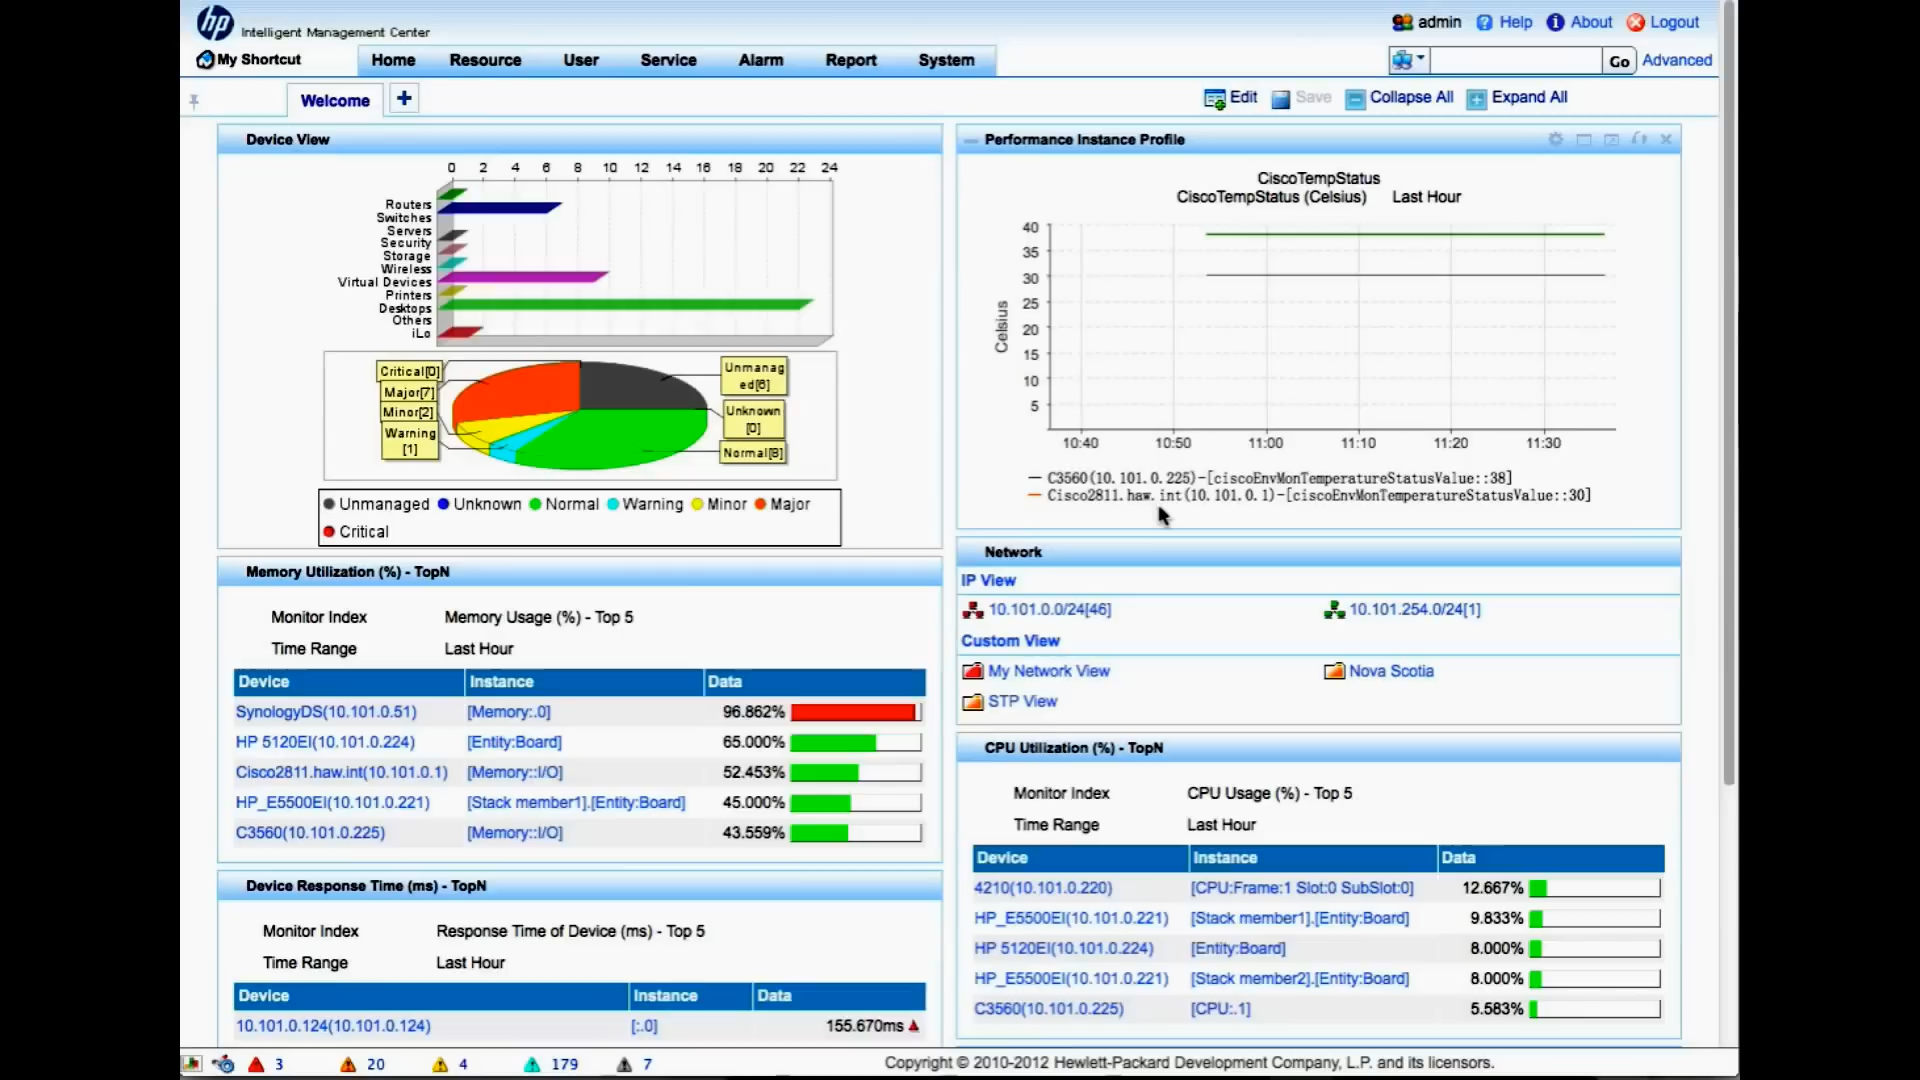 hp Intelligent Management Center
admin Help About Logout
My Shortcut Home Resource User Service Alarm Report System Go Advanced
Welcome Edit Save Collapse All Expand All
Device View
0 2 4 6 8 10 12 14 16 18 20 22 24
Routers
Switches
Servers
Security
Storage
Wireless
Virtual Devices
Printers
Desktops
Others
iLo
Critical[0]
Major[7]
Minor[2]
Warning
[1]
Unmanag
ed[6]
Unknown
[0]
Normal[8]
Unmanaged Unknown Normal Warning Minor Major
Critical
Memory Utilization (%) - TopN
Monitor Index Memory Usage (%) - Top 5
Time Range Last Hour
Device Instance Data
SynologyDS(10.101.0.51) [Memory:.0] 96.862%
HP 5120EI(10.101.0.224) [Entity:Board] 65.000%
Cisco2811.haw.int(10.101.0.1) [Memory::I/O] 52.453%
HP_E5500EI(10.101.0.221) [Stack member1].[Entity:Board] 45.000%
C3560(10.101.0.225) [Memory::I/O] 43.559%
Device Response Time (ms) - TopN
Monitor Index Response Time of Device (ms) - Top 5
Time Range Last Hour
Device Instance Data
10.101.0.124(10.101.0.124) [:.0] 155.670ms
Performance Instance Profile
CiscoTempStatus
CiscoTempStatus (Celsius) Last Hour
Celsius
40
35
30
25
20
15
10
5
10:40 10:50 11:00 11:10 11:20 11:30
C3560(10.101.0.225)-[ciscoEnvMonTemperatureStatusValue::38]
Cisco2811.haw.int(10.101.0.1)-[ciscoEnvMonTemperatureStatusValue::30]
Network
IP View
10.101.0.0/24[46] 10.101.254.0/24[1]
Custom View
My Network View Nova Scotia
STP View
CPU Utilization (%) - TopN
Monitor Index CPU Usage (%) - Top 5
Time Range Last Hour
Device Instance Data
4210(10.101.0.220) [CPU:Frame:1 Slot:0 SubSlot:0] 12.667%
HP_E5500EI(10.101.0.221) [Stack member1].[Entity:Board] 9.833%
HP 5120EI(10.101.0.224) [Entity:Board] 8.000%
HP_E5500EI(10.101.0.221) [Stack member2].[Entity:Board] 8.000%
C3560(10.101.0.225) [CPU:.1] 5.583%
3 20 4 179 7 Copyright © 2010-2012 Hewlett-Packard Development Company, L.P. and its licensors.